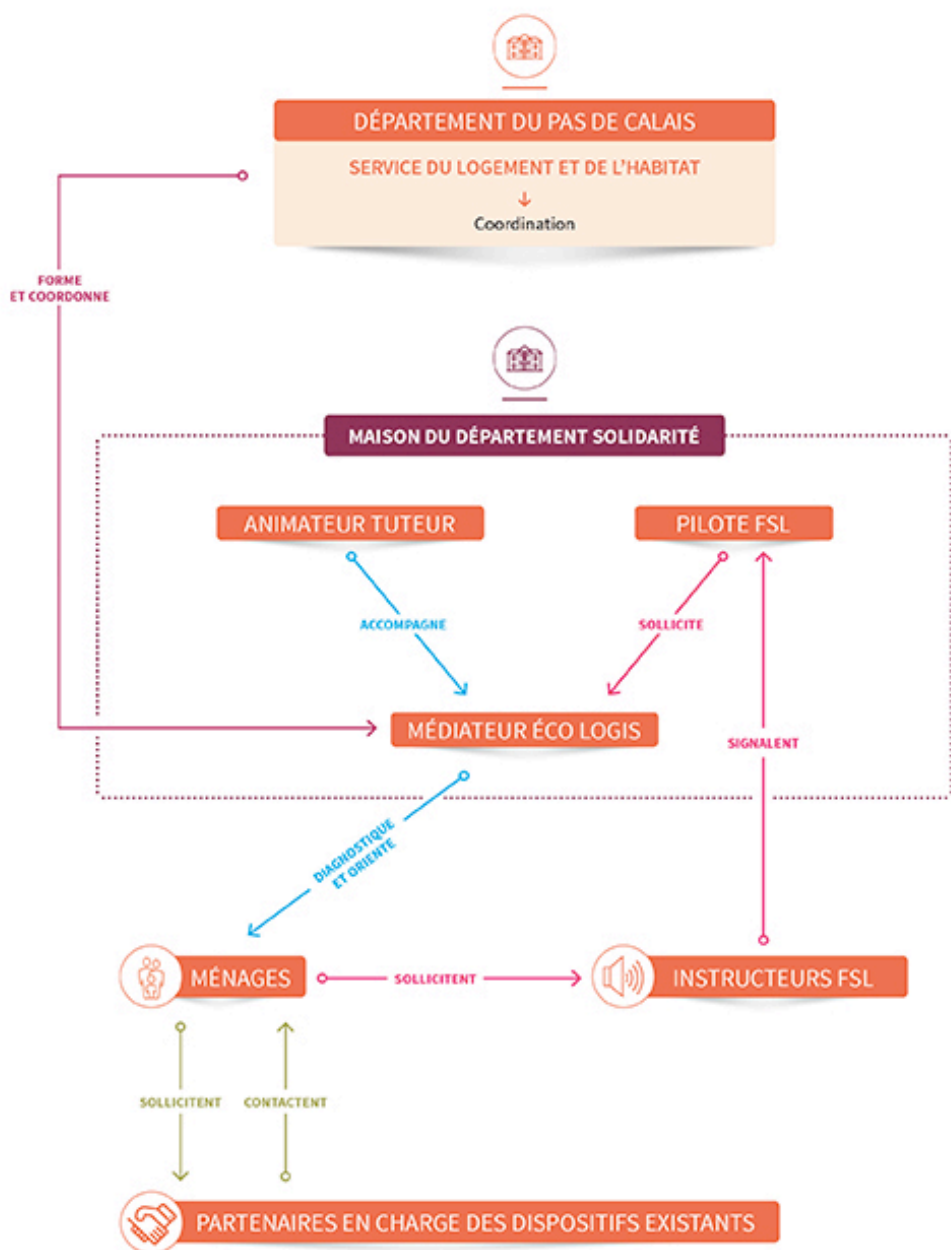 DÉPARTEMENT DU PAS DE CALAIS
SERVICE DU LOGEMENT ET DE L'HABITAT
Coordination
FORME
ET COORDONNE
MAISON DU DÉPARTEMENT SOLIDARITÉ
ANIMATEUR TUTEUR
PILOTE FSL
ACCOMPAGNE
SOLLICITE
MÉDIATEUR ÉCO LOGIS
SIGNALENT
DIAGNOSTIQUE
ET ORIENTE
MÉNAGES
SOLLICITENT
INSTRUCTEURS FSL
SOLLICITENT
CONTACTENT
PARTENAIRES EN CHARGE DES DISPOSITIFS EXISTANTS